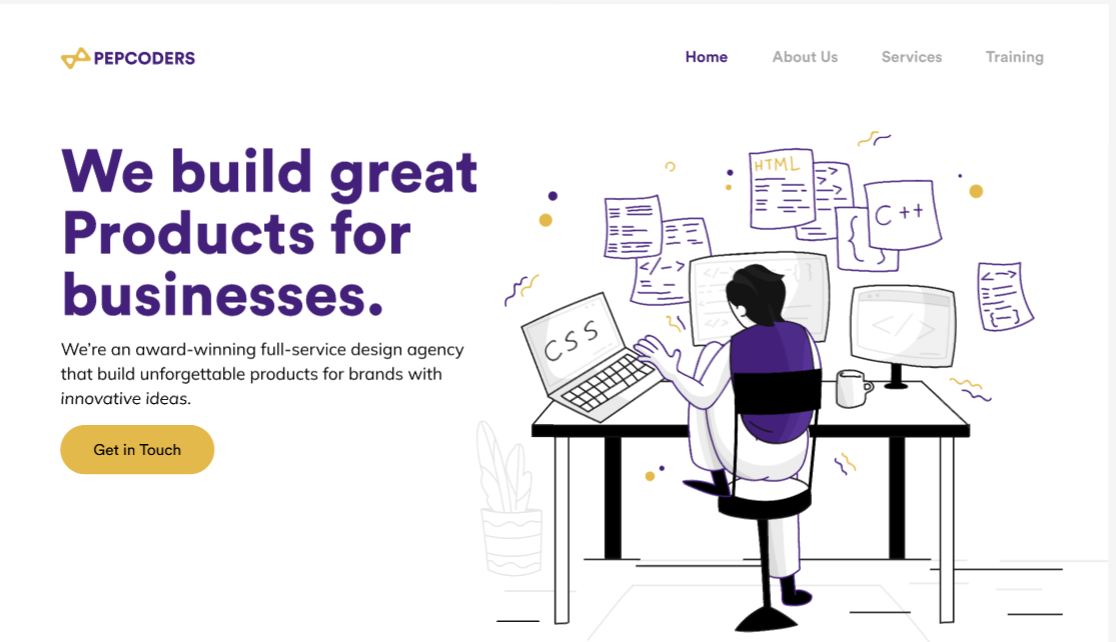 PEPCODERS
Home
About Us
Services
Training
We build great
Products for
businesses.
We’re an award-winning full-service design agency
that build unforgettable products for brands with
innovative ideas.
Get in Touch
HTML
C++
</-->
<-->
{ }
CSS
</>
</>
</>
</antml>